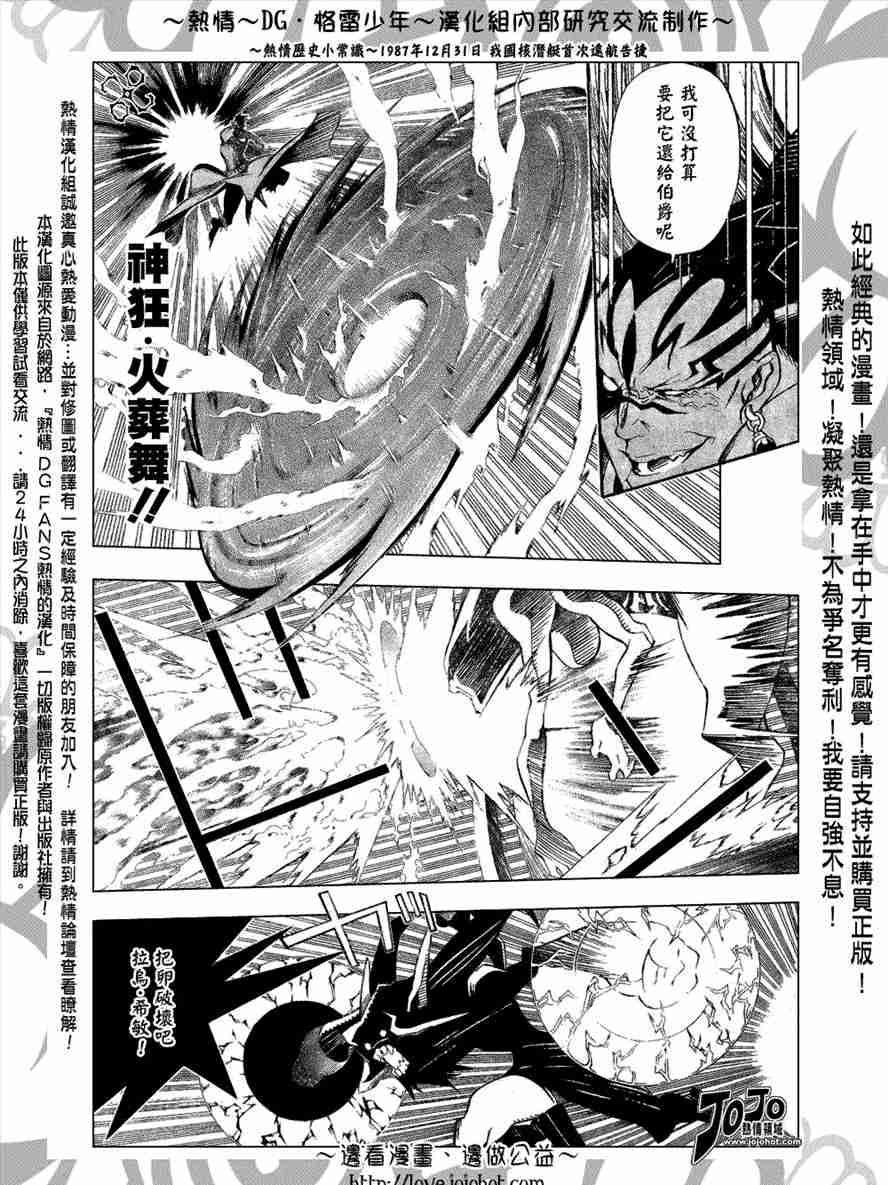 ～熱情～DG·恪雷少年～漢化組內部研究交流制作～
～熱情歷史小常識～1987年12月31日 我國核潛艇首次遠航告捷
如此經典的漫畫！還是拿在手中才更有感覺！請支持並購買正版！
熱情領域！凝聚熱情！不為爭名奪利！我要自強不息！
我可沒打算
要把它還給伯爵呢
神狂·火葬舞!!
把卵破壞吧
拉烏·希敏！
熱情漢化組誠邀真心熱愛動漫…並對修圖或翻譯有一定經驗及時間保障的朋友加入！ 詳情請到熱情論壇查看瞭解！
本漢化圖源來自於網路．『熱情DG FANS熱情的漢化』一切版權歸原作者與出版社擁有！
此版本僅供學習試看交流．．請24小時之內消除．喜歡這套漫畫請購買正版！謝謝。
JOJO
熱情領域
www.jojohot.com
～邊看漫畫、邊做公益～
http://love.jojohot.com